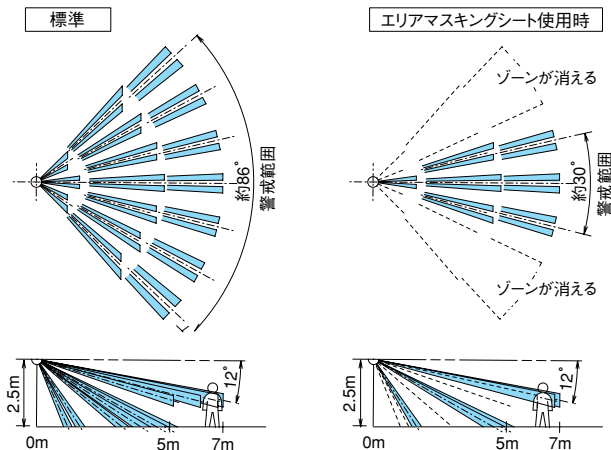 標準
約86°
警戒範囲
2.5m
12°
0m
5m
7m
エリアマスキングシート使用時
ゾーンが消える
約30°
警戒範囲
ゾーンが消える
2.5m
12°
0m
5m
7m